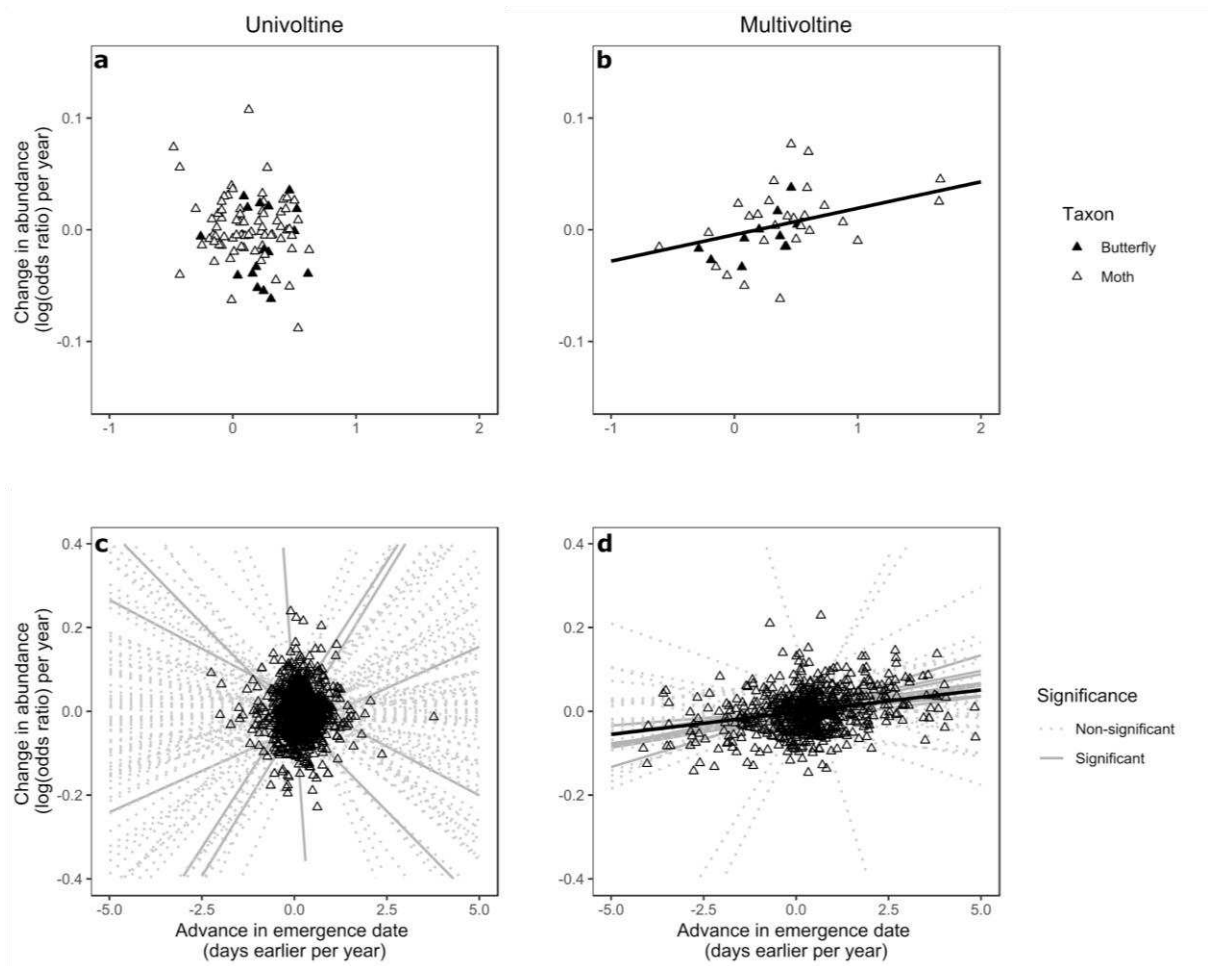 Univoltine
Multivoltine
a
b
Change in abundance
(log(odds ratio) per year)
0.1
0.0
-0.1
0.1
0.0
-0.1
-1 0 1 2
-1 0 1 2
Taxon
Butterfly
Moth
c
d
Change in abundance
(log(odds ratio) per year)
0.4
0.2
0.0
-0.2
-0.4
0.4
0.2
0.0
-0.2
-0.4
-5.0 -2.5 0.0 2.5 5.0
-5.0 -2.5 0.0 2.5 5.0
Advance in emergence date
(days earlier per year)
Advance in emergence date
(days earlier per year)
Significance
Non-significant
Significant